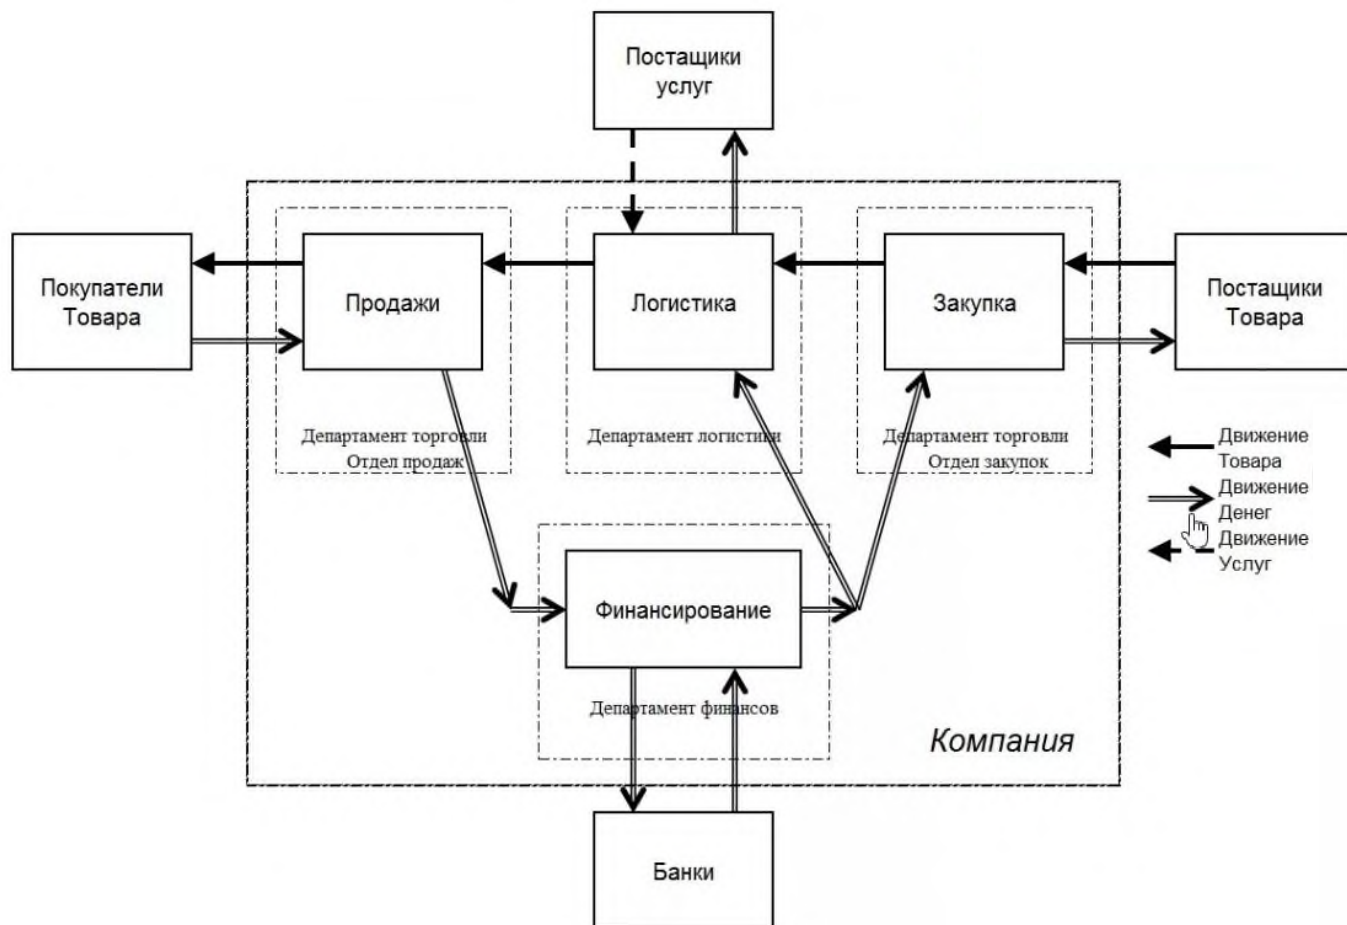 Постащики
услуг
Покупатели
Товара
Продажи
Логистика
Закупка
Постащики
Товара
Департамент торговли
Отдел продаж
Департамент логистики
Департамент торговли
Отдел закупок
Движение
Товара
Движение
Денег
Движение
Услуг
Финансирование
Департамент финансов
Компания
Банки